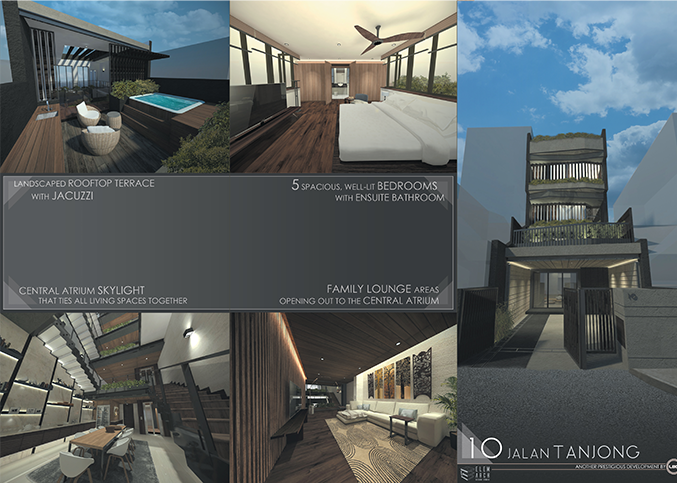 LANDSCAPED ROOFTOP TERRACE
WITH JACUZZI
5 SPACIOUS, WELL-LIT BEDROOMS
WITH ENSUITE BATHROOM
CENTRAL ATRIUM SKYLIGHT
THAT TIES ALL LIVING SPACES TOGETHER
FAMILY LOUNGE AREAS
OPENING OUT TO THE CENTRAL ATRIUM
10 JALAN TANJONG
ELEM
ARCH
ANOTHER PRESTIGIOUS DEVELOPMENT BY